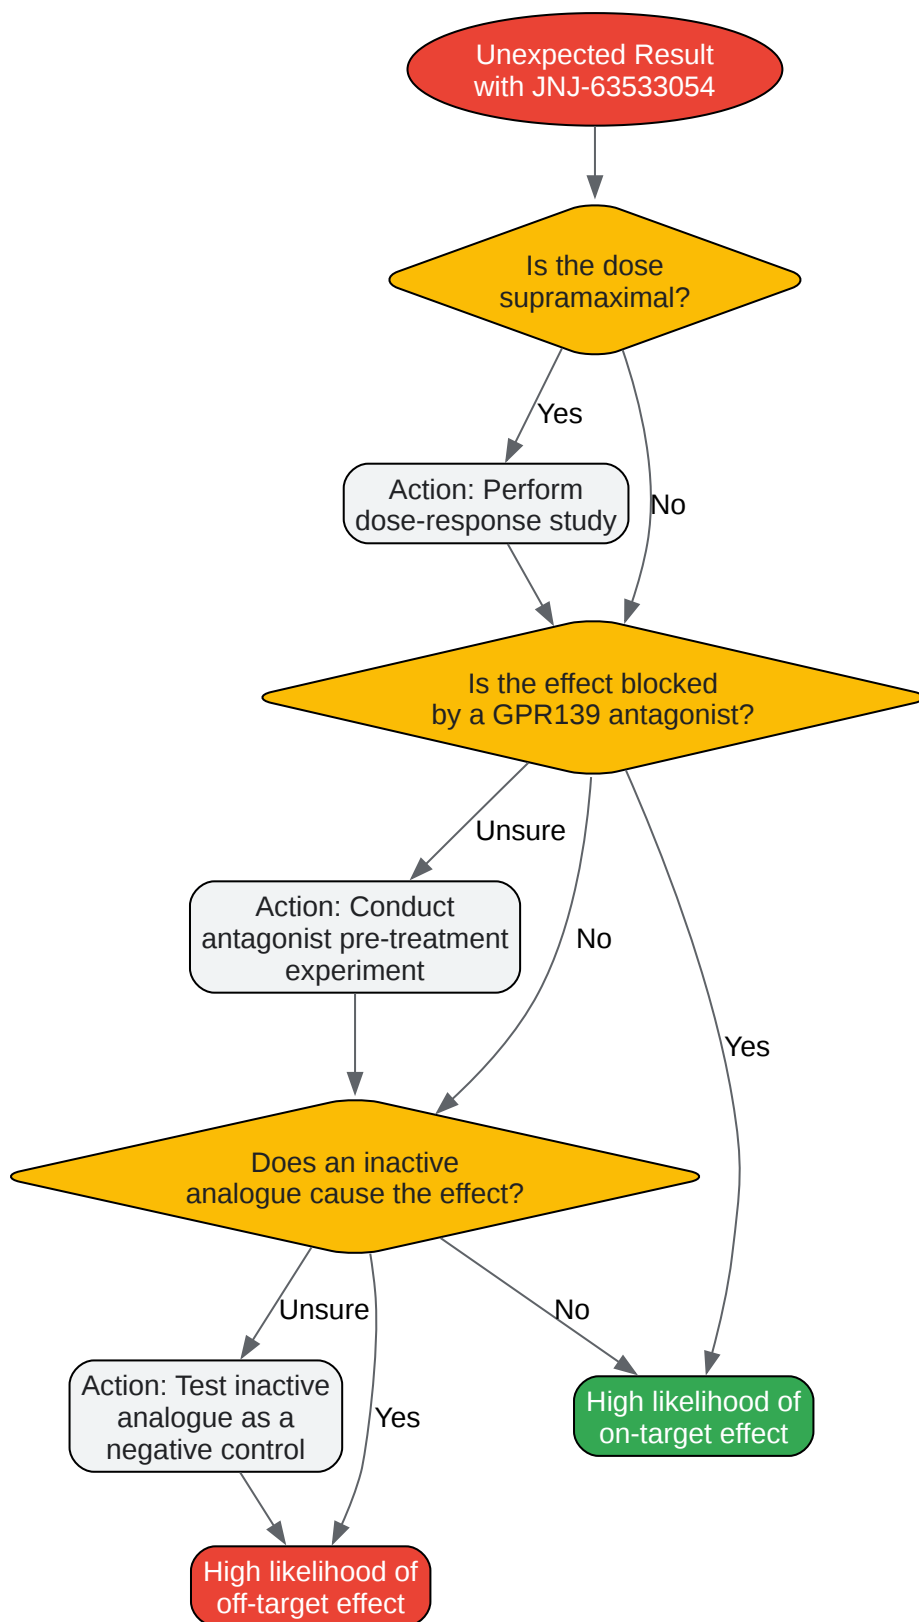 Unexpected Result
with JNJ-63533054
Is the dose
supramaximal?
Yes
Action: Perform
dose-response study
No
Is the effect blocked
by a GPR139 antagonist?
Unsure
Action: Conduct
antagonist pre-treatment
experiment
No
Yes
Does an inactive
analogue cause the effect?
Unsure
No
Action: Test inactive
analogue as a
negative control
Yes
High likelihood of
on-target effect
High likelihood of
off-target effect